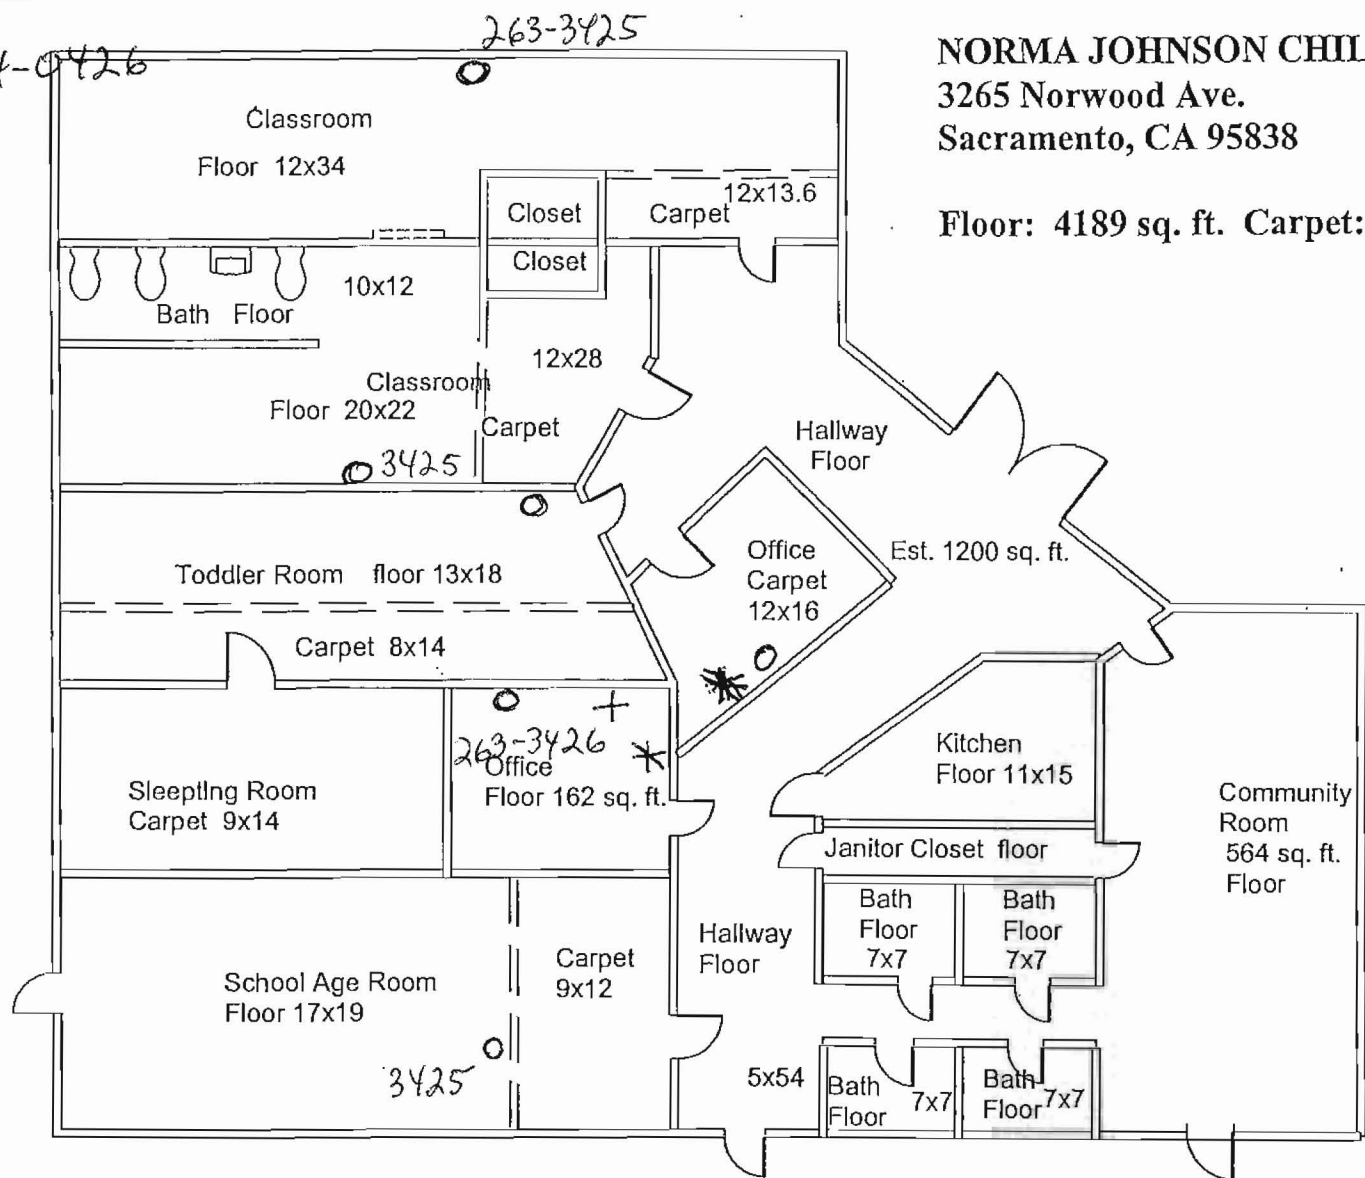 263-3425
-0426
NORMA JOHNSON CHIL
3265 Norwood Ave.
Sacramento, CA 95838
Floor: 4189 sq. ft. Carpet:
Classroom
Floor 12x34
Closet
Carpet
12x13.6
Closet
10x12
Bath Floor
12x28
Classroom
Floor 20x22
Carpet
3425
Hallway
Floor
Est. 1200 sq. ft.
Office
Carpet
12x16
Toddler Room floor 13x18
Carpet 8x14
263-3426
Office
Floor 162 sq. ft.
Sleepting Room
Carpet 9x14
Kitchen
Floor 11x15
Community
Room
564 sq. ft.
Floor
Janitor Closet floor
Bath
Floor
7x7
Bath
Floor
7x7
Hallway
Floor
Carpet
9x12
School Age Room
Floor 17x19
3425
5x54
Bath
Floor
7x7
Bath
Floor
7x7